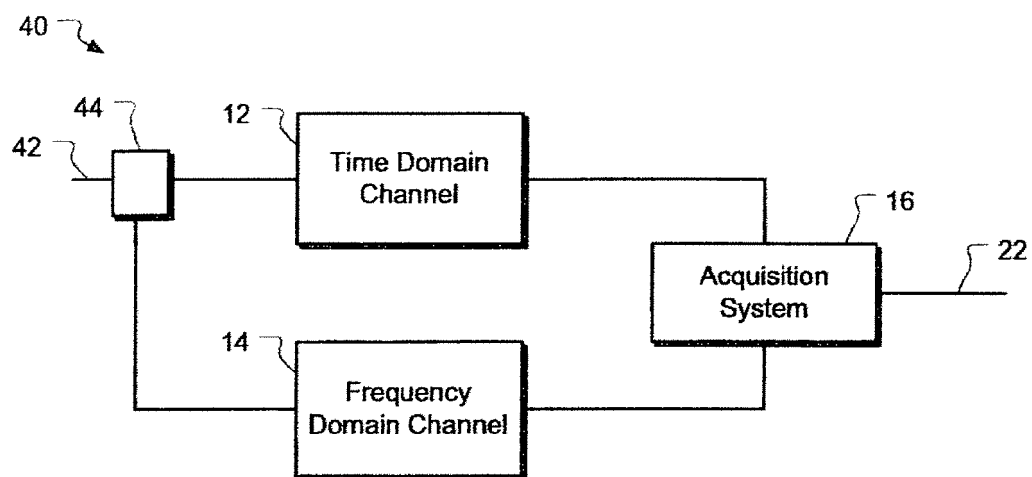 40
44
42
12
Time Domain
Channel
16
22
Acquisition
System
14
Frequency
Domain Channel